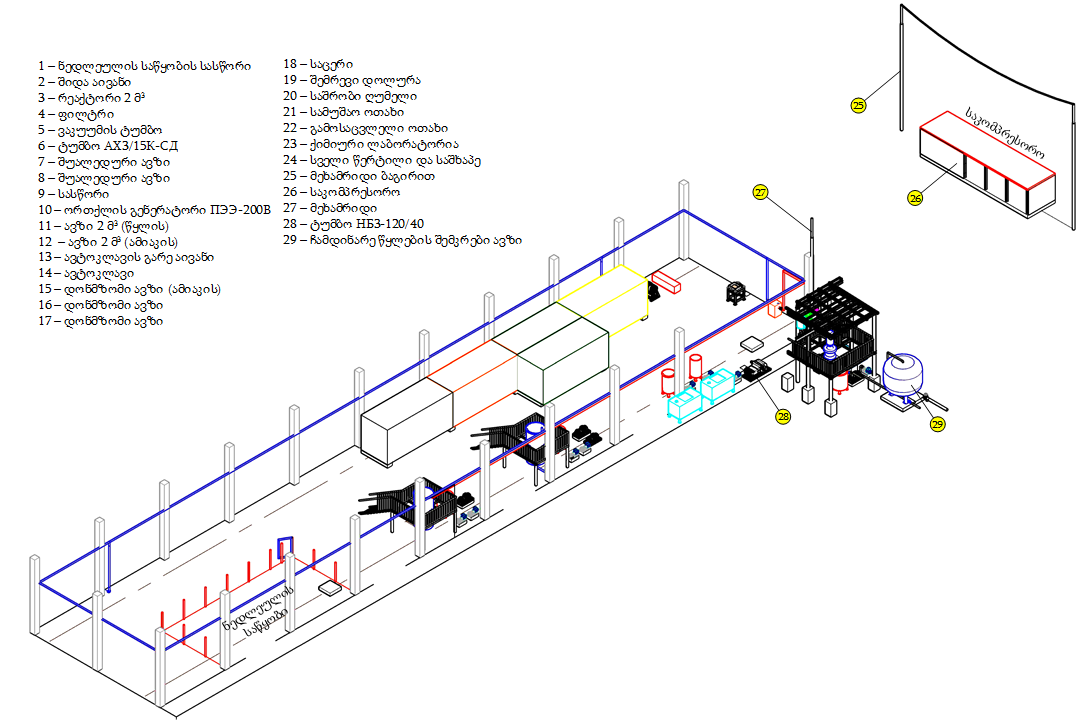 1 – ნედლეულის საწყობის სასწორი
2 – შიდა აივანი
3 – რეაქტორი 2 მ³
4 – ფილტრი
5 – ვაკუუმის ტუმბო
6 – ტუმბო АХЗ/15К-СД
7 – შუალედური ავზი
8 – შუალედური ავზი
9 – სასწორი
10 – ორთქლის გენერატორი ПЭЭ-200В
11 – ავზი 2 მ³ (წყლის)
12 – ავზი 2 მ³ (ამიაკის)
13 – ავტოკლავის გარე აივანი
14 – ავტოკლავი
15 – დონმზომი ავზი (ამიაკის)
16 – დონმზომი ავზი
17 – დონმზომი ავზი
18 – საცერი
19 – შემრევი დოლურა
20 – საშრობი ღუმელი
21 – სამუშაო ოთახი
22 – გამოსაცვლელი ოთახი
23 – ქიმიური ლაბორატორია
24 – სველი წერტილი და საშხაპე
25 – მეხამრიდი ბაგირით
26 – საკომპრესორო
27 – მეხამრიდი
28 – ტუმბო НБЗ-120/40
29 – ჩამდინარე წყლების შემკრები ავზი
25
საკომპრესორო
26
27
28
29
ნედლეულის
საწყობი